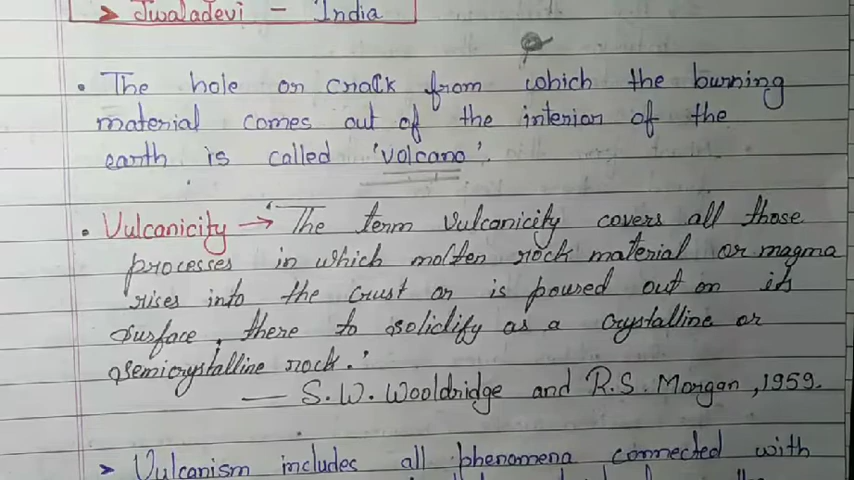 ➤ Jwaladevi - India
• The hole or crack from which the burning
material comes out of the interior of the
earth is called 'volcano'.
• Vulcanicity → 'The term Vulcanicity covers all those
processes in which molten rock material or magma
rises into the crust or is poured out on its
surface, there to solidify as a crystalline or
semicrystalline rock.'
— S.W. Wooldridge and R.S. Morgan, 1959.
➤ Vulcanism includes all phenomena connected with